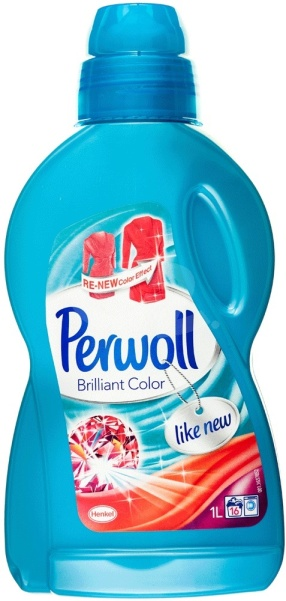 RE-NEW Color Effect
Perwoll
Brilliant Color
like new
Henkel
1L 16